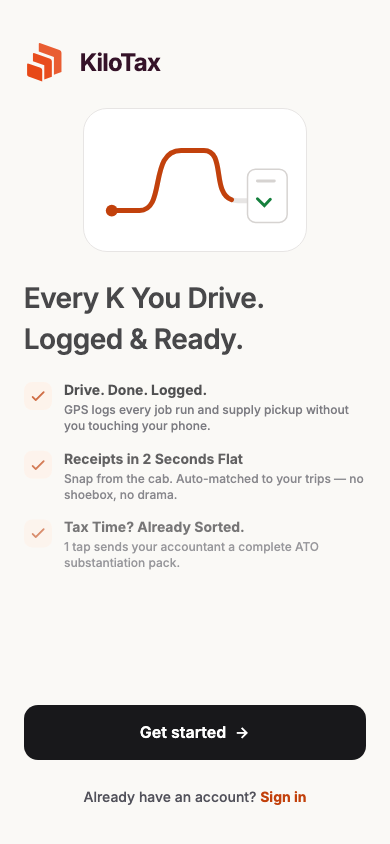 KiloTax
Every K You Drive.
Logged & Ready.
Drive. Done. Logged.
GPS logs every job run and supply pickup without
you touching your phone.
Receipts in 2 Seconds Flat
Snap from the cab. Auto-matched to your trips — no
shoebox, no drama.
Tax Time? Already Sorted.
1 tap sends your accountant a complete ATO
substantiation pack.
Get started →
Already have an account? Sign in